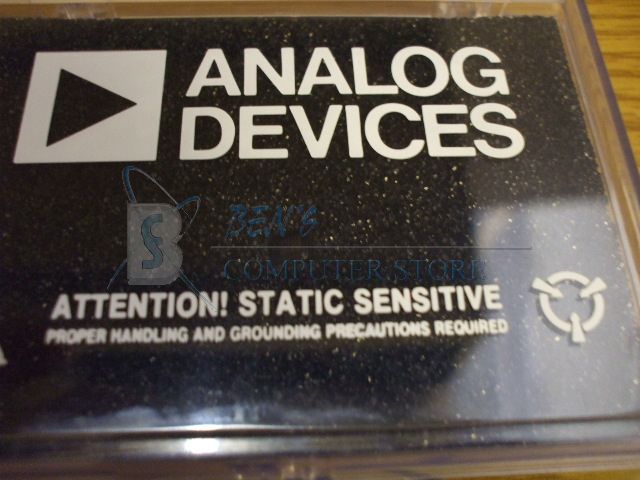 ANALOG
DEVICES
BEN'S
COMPUTER STORE
ATTENTION! STATIC SENSITIVE
PROPER HANDLING AND GROUNDING PRECAUTIONS REQUIRED